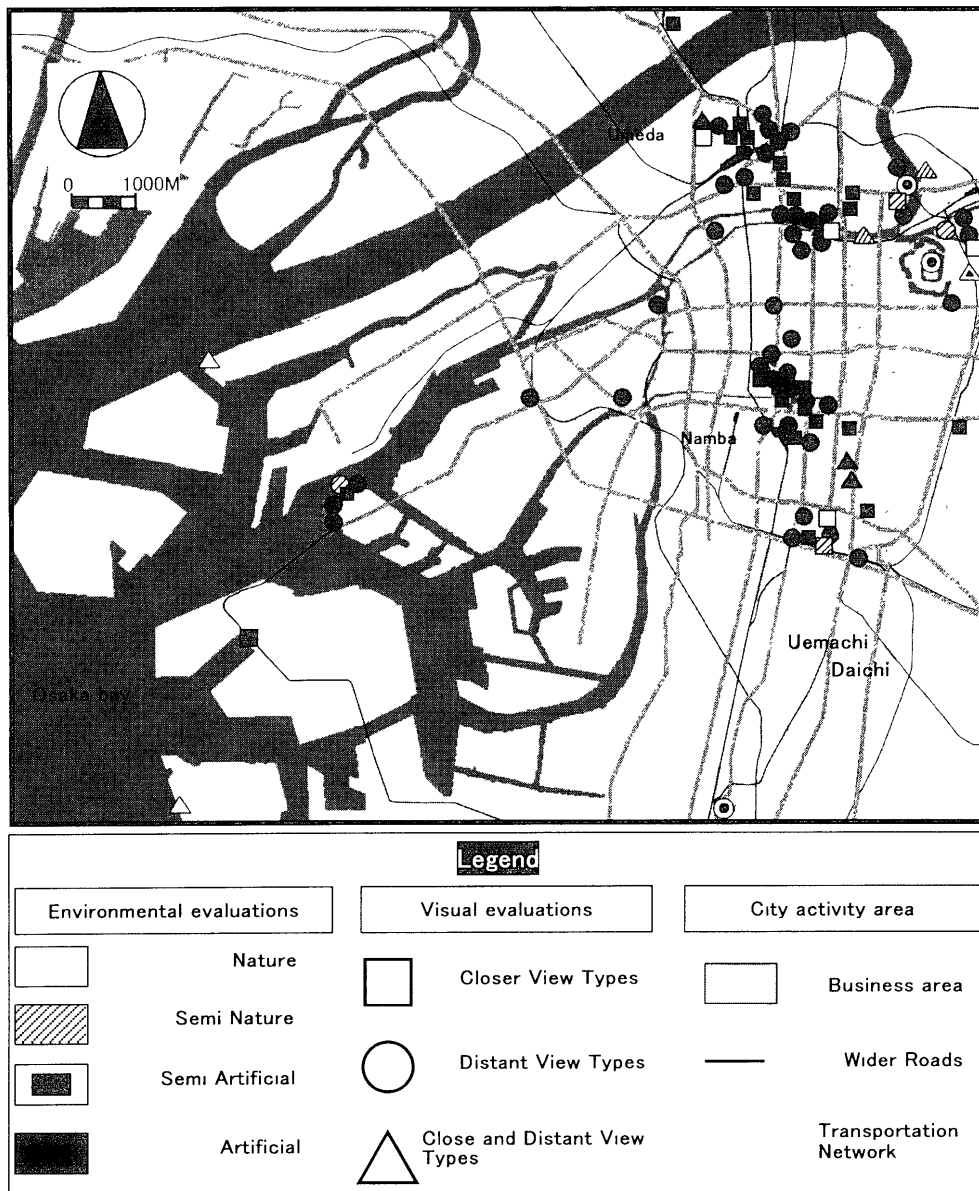 Umeda
0 1000M
Namba
Uemachi
Daichi
Osaka bay
Legend
Environmental evaluations
Visual evaluations
City activity area
Nature
Closer View Types
Business area
Semi Nature
Semi Artificial
Distant View Types
Wider Roads
Artificial
Close and Distant View
Types
Transportation
Network